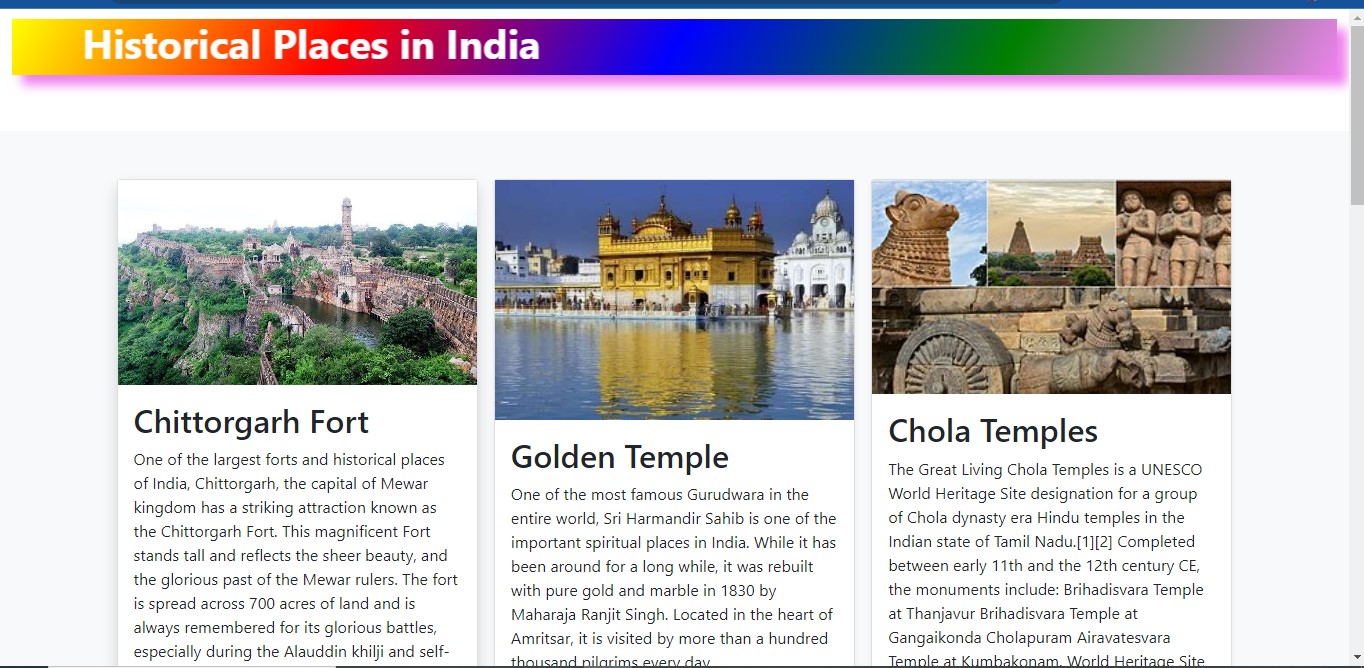 Historical Places in India
Chittorgarh Fort
One of the largest forts and historical places
of India, Chittorgarh, the capital of Mewar
kingdom has a striking attraction known as
the Chittorgarh Fort. This magnificent Fort
stands tall and reflects the sheer beauty, and
the glorious past of the Mewar rulers. The fort
is spread across 700 acres of land and is
always remembered for its glorious battles,
especially during the Alauddin khilji and self-
Golden Temple
One of the most famous Gurudwara in the
entire world, Sri Harmandir Sahib is one of the
important spiritual places in India. While it has
been around for a long while, it was rebuilt
with pure gold and marble in 1830 by
Maharaja Ranjit Singh. Located in the heart of
Amritsar, it is visited by more than a hundred
thousand pilgrims every day
Chola Temples
The Great Living Chola Temples is a UNESCO
World Heritage Site designation for a group
of Chola dynasty era Hindu temples in the
Indian state of Tamil Nadu.[1][2] Completed
between early 11th and the 12th century CE,
the monuments include: Brihadisvara Temple
at Thanjavur Brihadisvara Temple at
Gangaikonda Cholapuram Airavatesvara
Temple at Kumbakonam. World Heritage Site